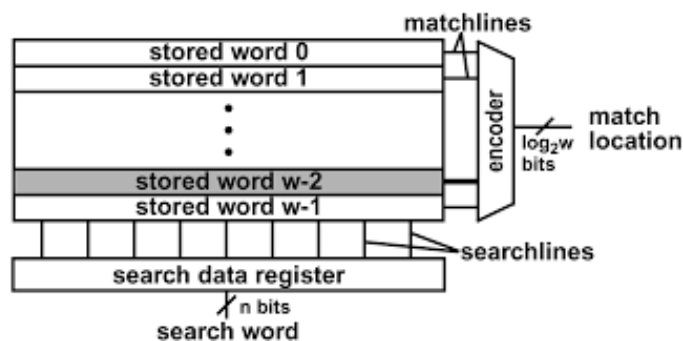 matchlines
stored word 0
stored word 1
encoder
match
location
log₂w
bits
stored word w-2
stored word w-1
searchlines
search data register
n bits
search word